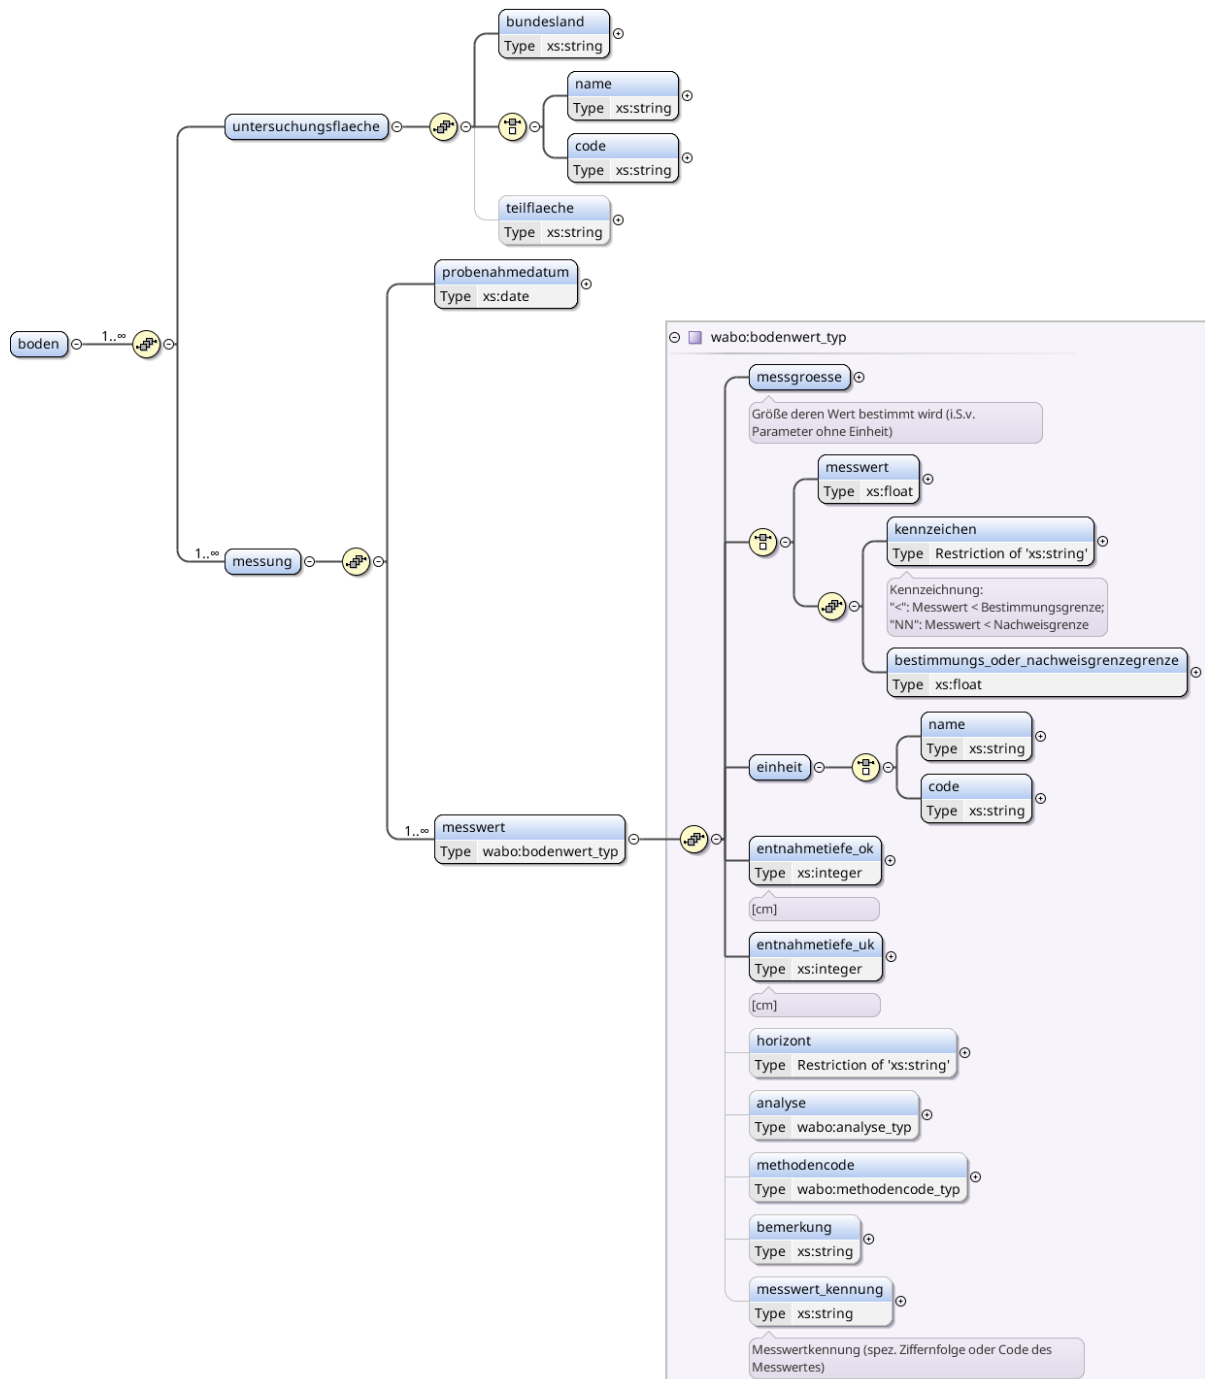 bundesland
Type xs:string
name
Type xs:string
untersuchungsflaeche
code
Type xs:string
teilflaeche
Type xs:string
probenahmedatum
Type xs:date
boden
1..∞
wabo:bodenwert_typ
messgroesse
Größe deren Wert bestimmt wird (i.S.v.
Parameter ohne Einheit)
messwert
Type xs:float
kennzeichen
Type Restriction of 'xs:string'
1..∞
messung
Kennzeichnung:
"<": Messwert < Bestimmungsgrenze;
"NN": Messwert < Nachweisgrenze
bestimmungs_oder_nachweisgrenzegrenze
Type xs:float
name
Type xs:string
einheit
code
Type xs:string
1..∞
messwert
Type wabo:bodenwert_typ
entnahmetiefe_ok
Type xs:integer
[cm]
entnahmetiefe_uk
Type xs:integer
[cm]
horizont
Type Restriction of 'xs:string'
analyse
Type wabo:analyse_typ
methodencode
Type wabo:methodencode_typ
bemerkung
Type xs:string
messwert_kennung
Type xs:string
Messwertkennung (spez. Ziffernfolge oder Code des
Messwertes)